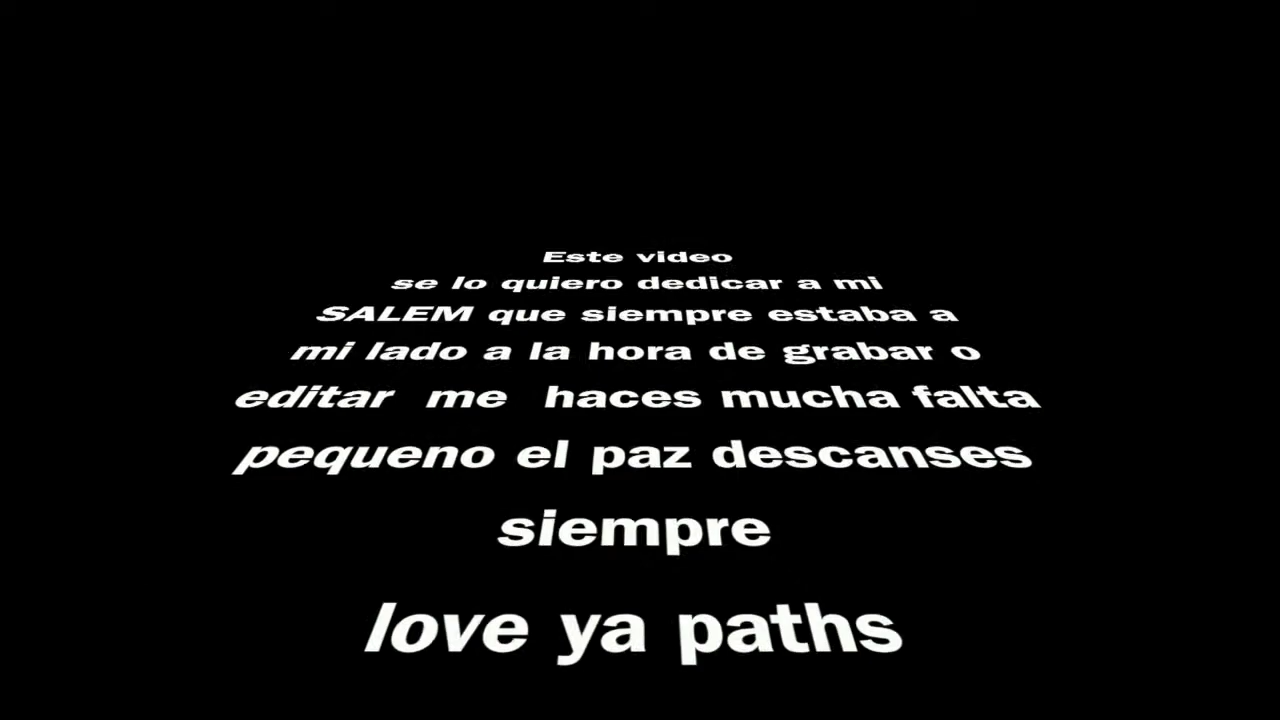 Este video
se lo quiero dedicar a mi
SALEM que siempre estaba a
mi lado a la hora de grabar o
editar me haces mucha falta
pequeno el paz descanses
siempre
love ya paths